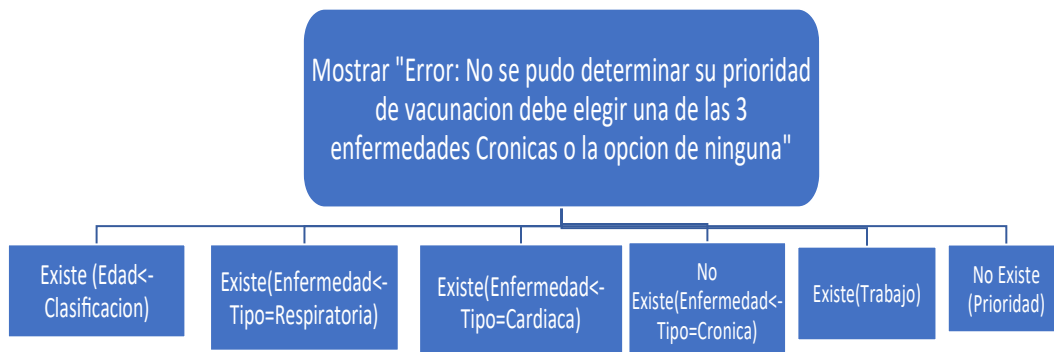 Mostrar "Error: No se pudo determinar su prioridad
de vacunacion debe elegir una de las 3
enfermedades Cronicas o la opcion de ninguna"
Existe (Edad<-
Clasificacion)
Existe(Enfermedad<-
Tipo=Respiratoria)
Existe(Enfermedad<-
Tipo=Cardiaca)
No
Existe(Enfermedad<-
Tipo=Cronica)
Existe(Trabajo)
No Existe
(Prioridad)